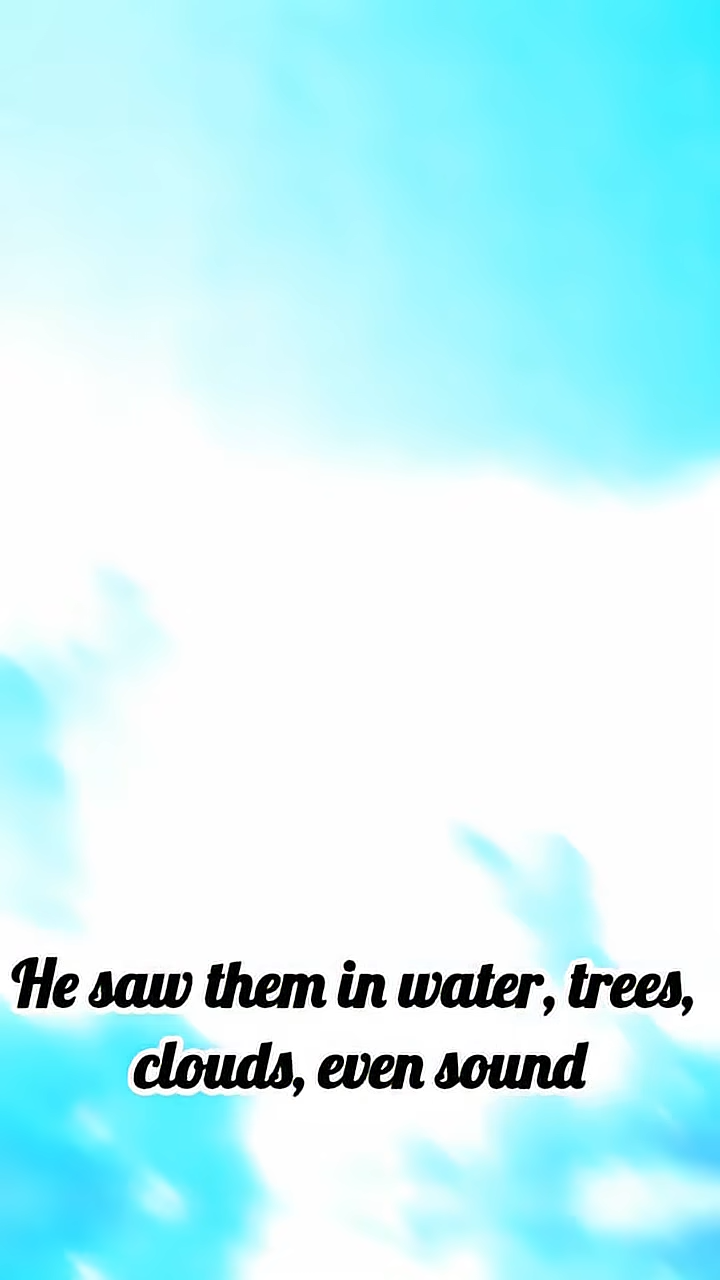 He saw them in water, trees,
clouds, even sound